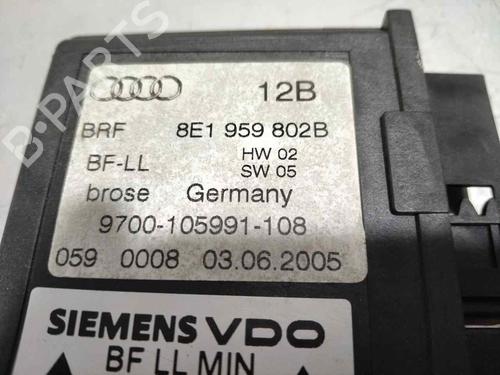 12B
BRF 8E1 959 802B
BF-LL HW 02
SW 05
brose Germany
9700-105991-108
059 0008 03.06.2005
SIEMENS VDO
BF LL MIN
B-PARTS